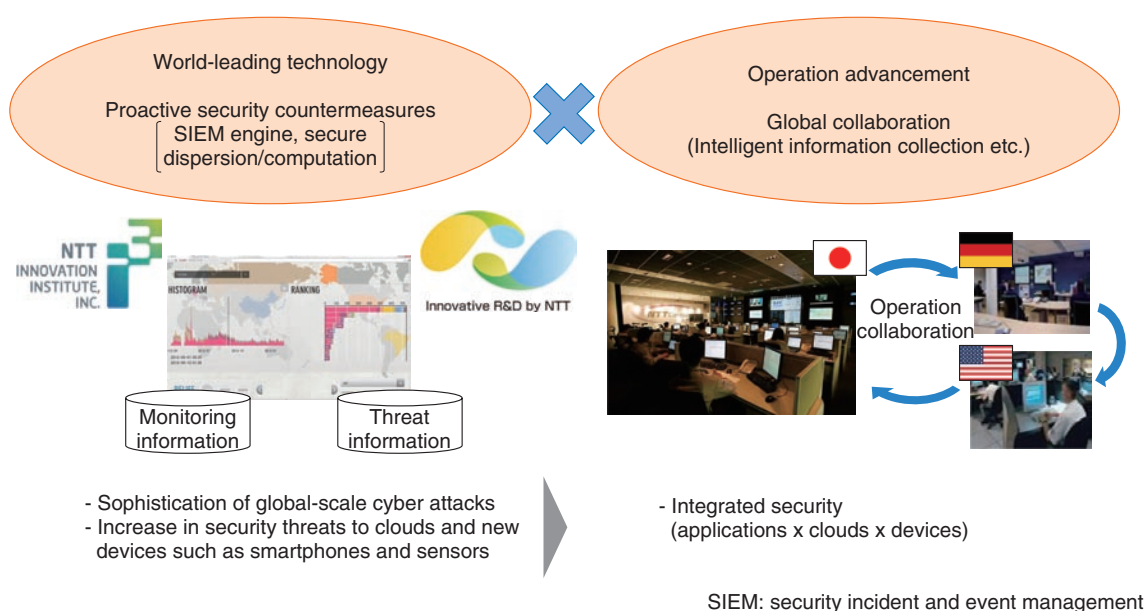 World-leading technology
Proactive security countermeasures
SIEM engine, secure
dispersion/computation
Operation advancement
Global collaboration
(Intelligent information collection etc.)
NTT
INNOVATION
INSTITUTE,
INC.
i3
HISTOGRAM
RANKING
Innovative R&D by NTT
Monitoring
information
Threat
information
Operation
collaboration
- Sophistication of global-scale cyber attacks
- Increase in security threats to clouds and new
devices such as smartphones and sensors
- Integrated security
(applications x clouds x devices)
SIEM: security incident and event management